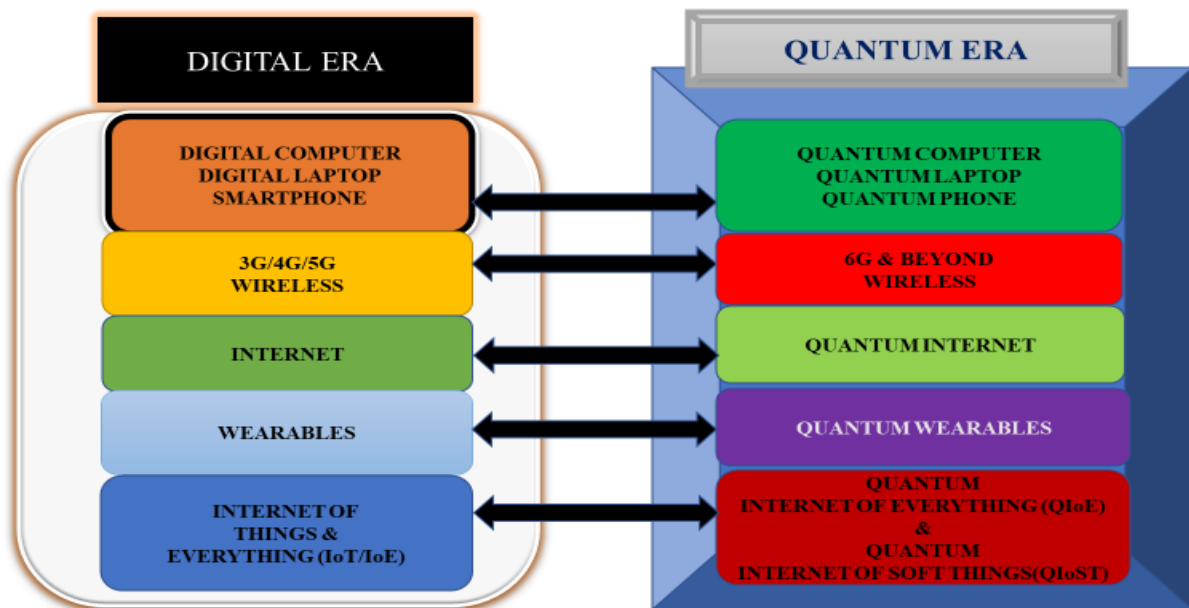 DIGITAL ERA
QUANTUM ERA
DIGITAL COMPUTER
DIGITAL LAPTOP
SMARTPHONE
QUANTUM COMPUTER
QUANTUM LAPTOP
QUANTUM PHONE
3G/4G/5G
WIRELESS
6G & BEYOND
WIRELESS
INTERNET
QUANTUM INTERNET
WEARABLES
QUANTUM WEARABLES
INTERNET OF
THINGS &
EVERYTHING (IoT/IoE)
QUANTUM
INTERNET OF EVERYTHING (QIoE)
&
QUANTUM
INTERNET OF SOFT THINGS(QIoST)